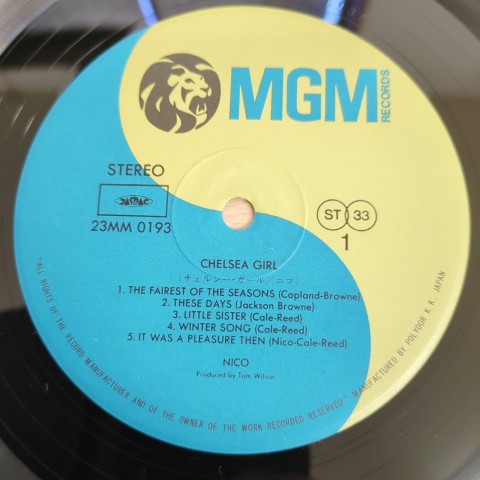 MGM
RECORDS
STEREO
JASRAC
23MM 0193
ST 33
1
CHELSEA GIRL
(チェルシー・ガール/ニコ)
1. THE FAIREST OF THE SEASONS (Copland-Browne)
2. THESE DAYS (Jackson Browne)
3. LITTLE SISTER (Cale-Reed)
4. WINTER SONG (Cale-Reed)
5. IT WAS A PLEASURE THEN (Nico-Cale-Reed)
NICO
Produced by Tom Wilson
"ALL RIGHTS OF THE RECORD MANUFACTURER AND OF THE OWNER OF THE WORK RECORDED RESERVED." MANUFACTURED BY POLYDOR K.K., JAPAN